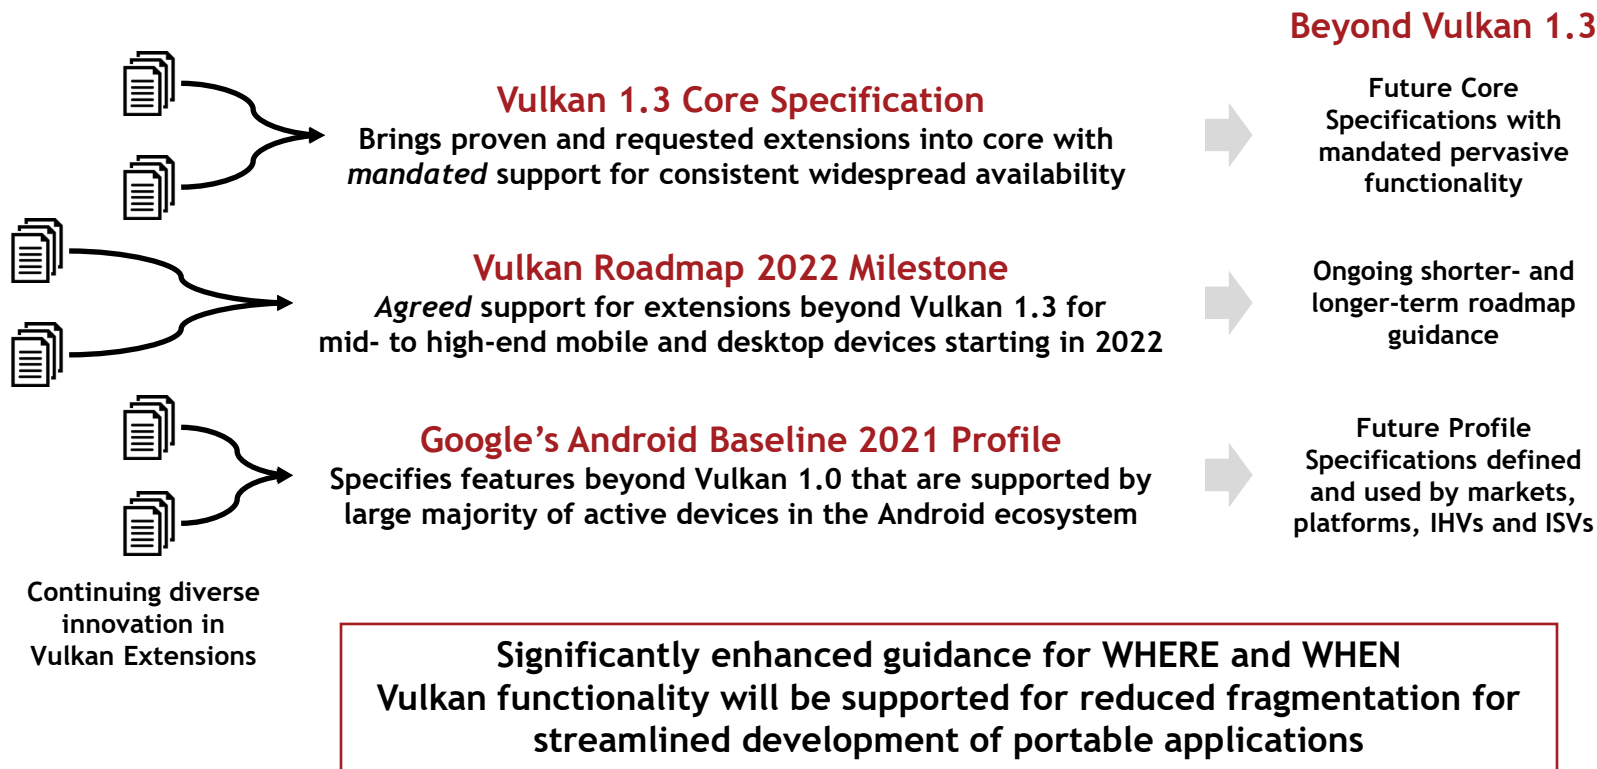 Beyond Vulkan 1.3
Vulkan 1.3 Core Specification
Brings proven and requested extensions into core with
mandated support for consistent widespread availability
Future Core
Specifications with
mandated pervasive
functionality
Vulkan Roadmap 2022 Milestone
Agreed support for extensions beyond Vulkan 1.3 for
mid- to high-end mobile and desktop devices starting in 2022
Ongoing shorter- and
longer-term roadmap
guidance
Google’s Android Baseline 2021 Profile
Specifies features beyond Vulkan 1.0 that are supported by
large majority of active devices in the Android ecosystem
Future Profile
Specifications defined
and used by markets,
platforms, IHVs and ISVs
Continuing diverse
innovation in
Vulkan Extensions
Significantly enhanced guidance for WHERE and WHEN
Vulkan functionality will be supported for reduced fragmentation for
streamlined development of portable applications